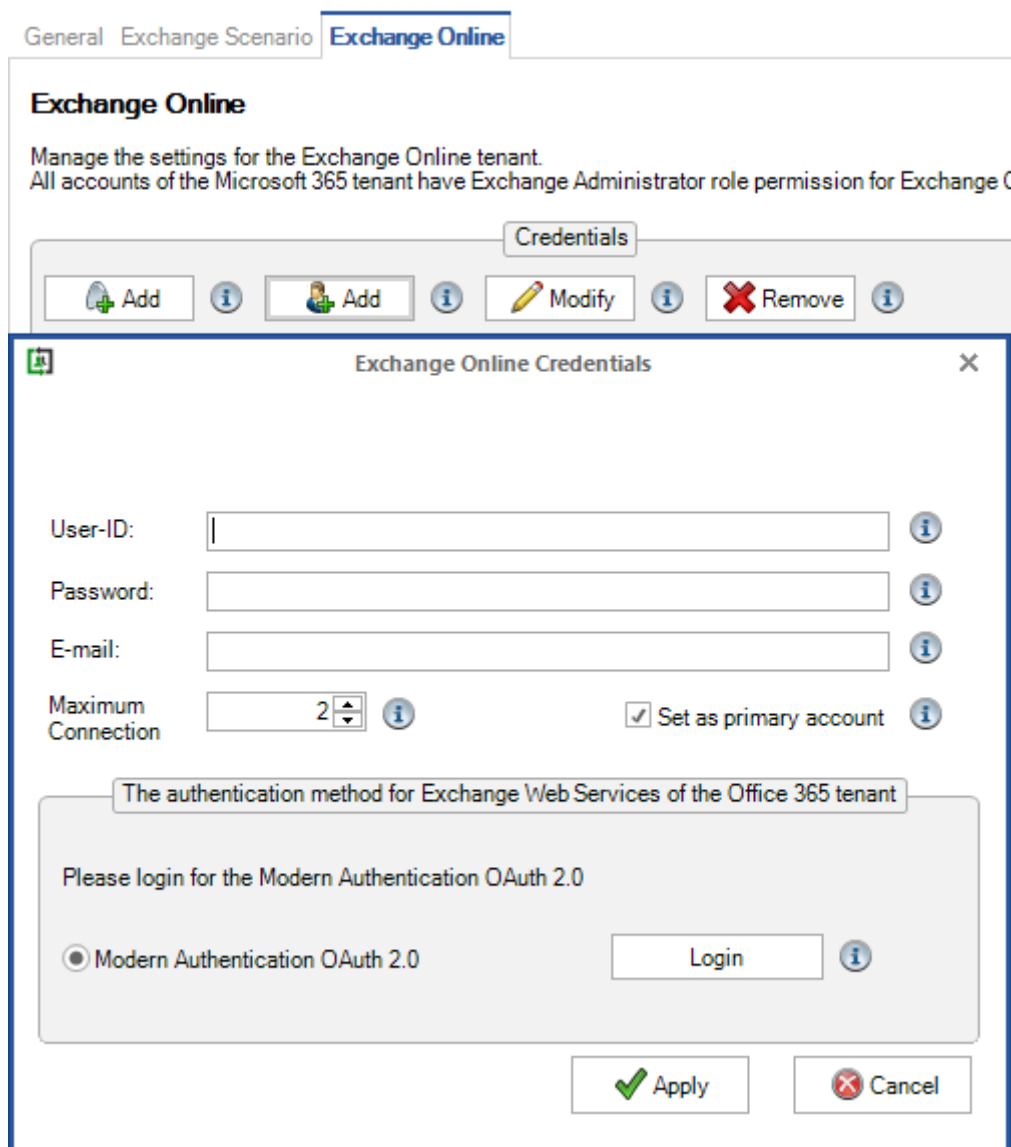 General Exchange Scenario Exchange Online
Exchange Online
Manage the settings for the Exchange Online tenant.
All accounts of the Microsoft 365 tenant have Exchange Administrator role permission for Exchange
Credentials
Add Add Modify Remove
Exchange Online Credentials
User-ID:
Password:
E-mail:
Maximum
Connection
2
Set as primary account
The authentication method for Exchange Web Services of the Office 365 tenant
Please login for the Modern Authentication OAuth 2.0
Modern Authentication OAuth 2.0 Login
Apply Cancel